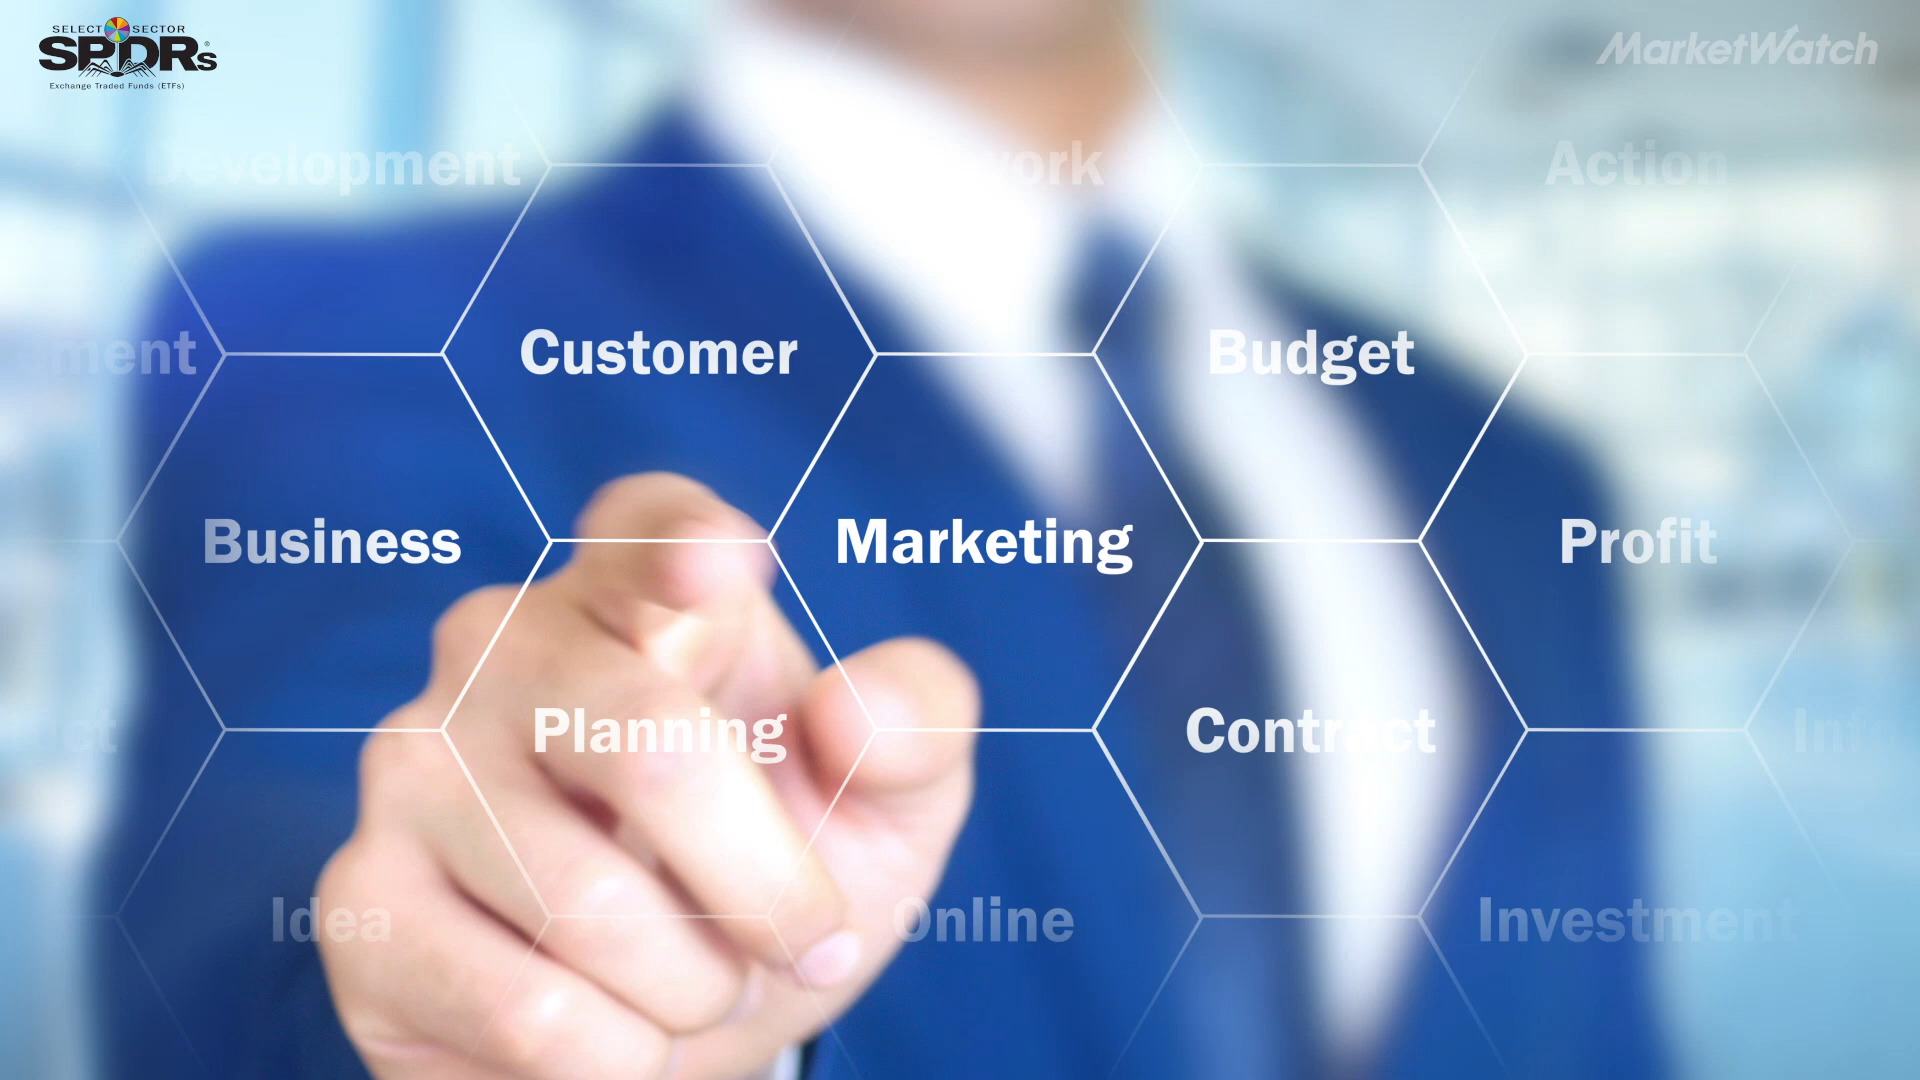 SELECT SECTOR
SPDRs
Exchange Traded Funds (ETFs)
MarketWatch
Development
Action
Customer
Budget
Business
Marketing
Profit
Planning
Contract
Idea
Online
Investment